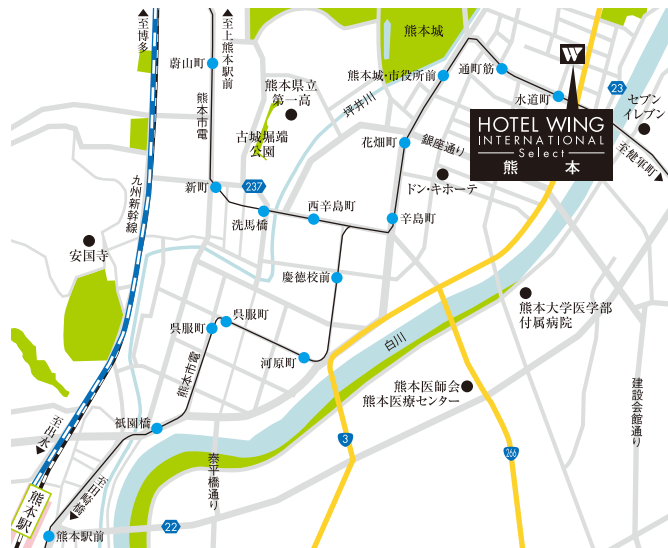 ▲至博多
▲至上熊本駅前
熊本城
蔚山町
熊本県立
第一高
熊本城・市役所前
通町筋
W
23
水道町
セブン
イレブン
坪井川
熊本市電
古城堀端
公園
花畑町
銀座通り
HOTEL WING
INTERNATIONAL
Select
熊 本
至健軍町▲
新町
237
ドン・キホーテ
九州新幹線
洗馬橋
西辛島町
辛島町
安国寺
慶徳校前
呉服町
呉服町
熊本大学医学部
付属病院
白川
河原町
熊本市電
熊本医師会
熊本医療センター
建設会館通り
祇園橋
至出水▼
3
266
泰平橋通り
至田崎橋▼
熊本駅
22
熊本駅前